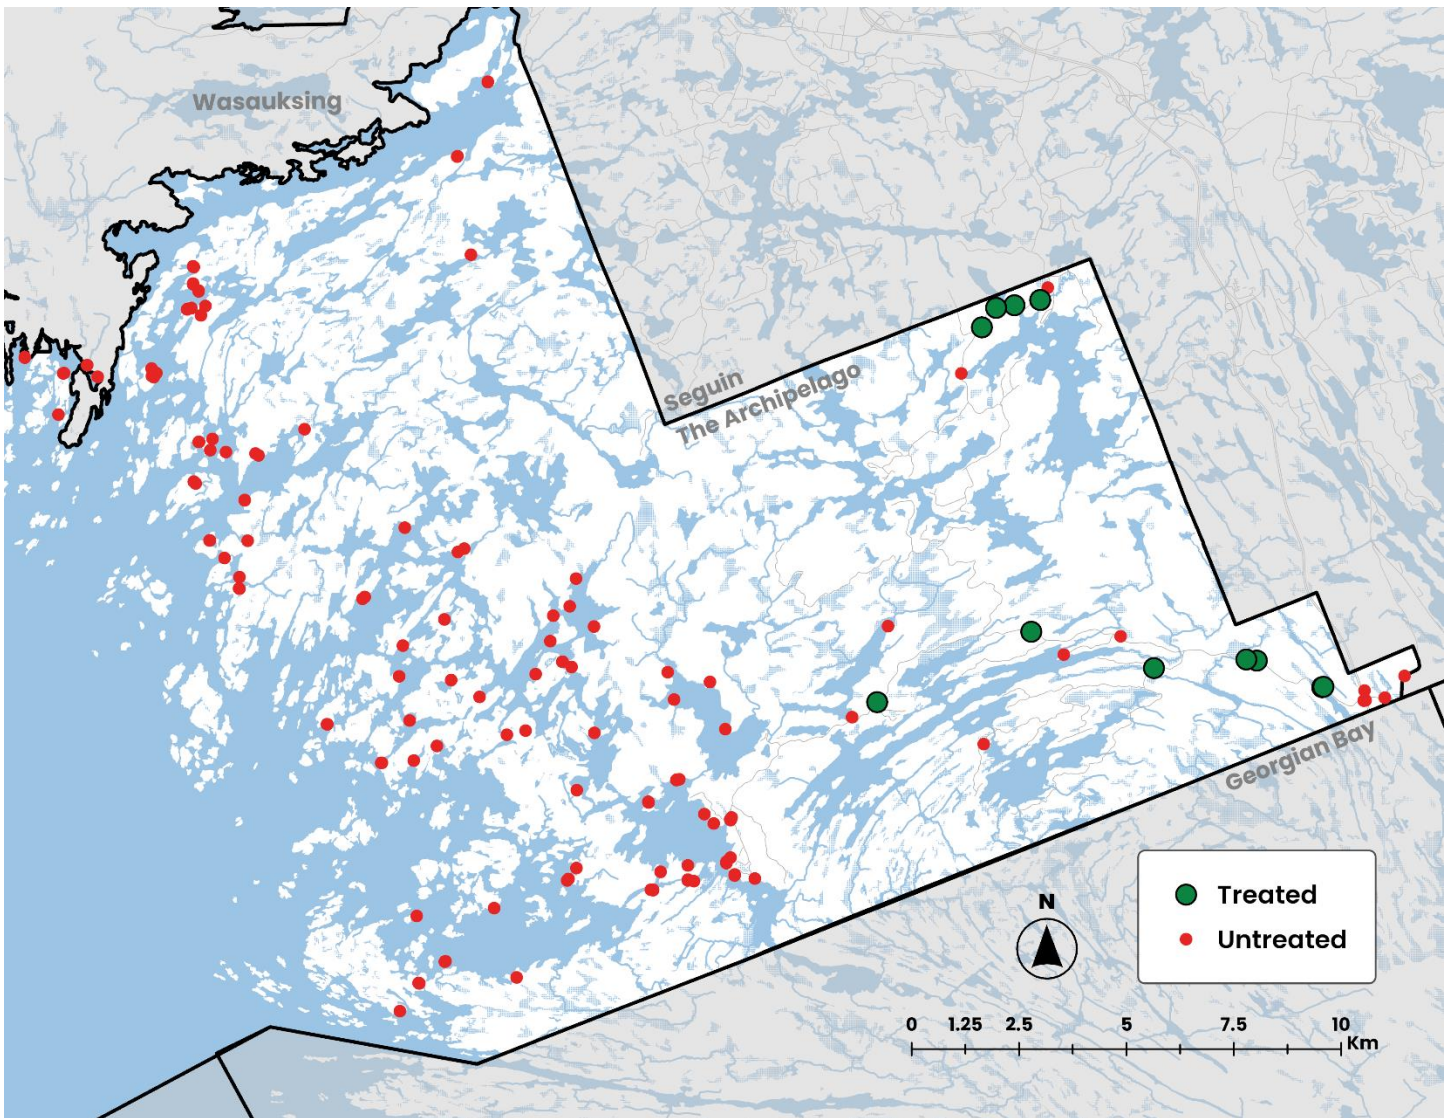 Wasauksing
Seguin
The Archipelago
Georgian Bay
Treated
Untreated
N
0 1.25 2.5 5 7.5 10
Km